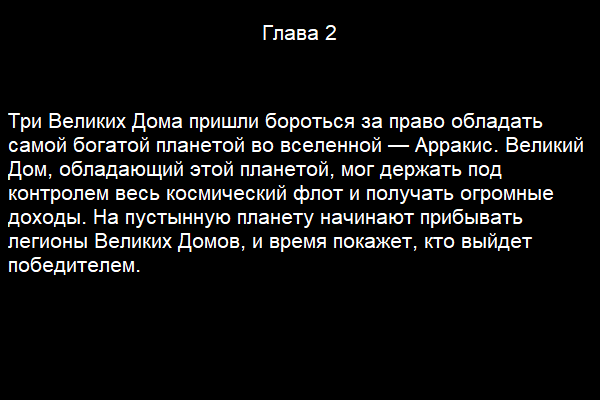 Глава 2
Три Великих Дома пришли бороться за право обладать
самой богатой планетой во вселенной — Арракис. Великий
Дом, обладающий этой планетой, мог держать под
контролем весь космический флот и получать огромные
доходы. На пустынную планету начинают прибывать
легионы Великих Домов, и время покажет, кто выйдет
победителем.